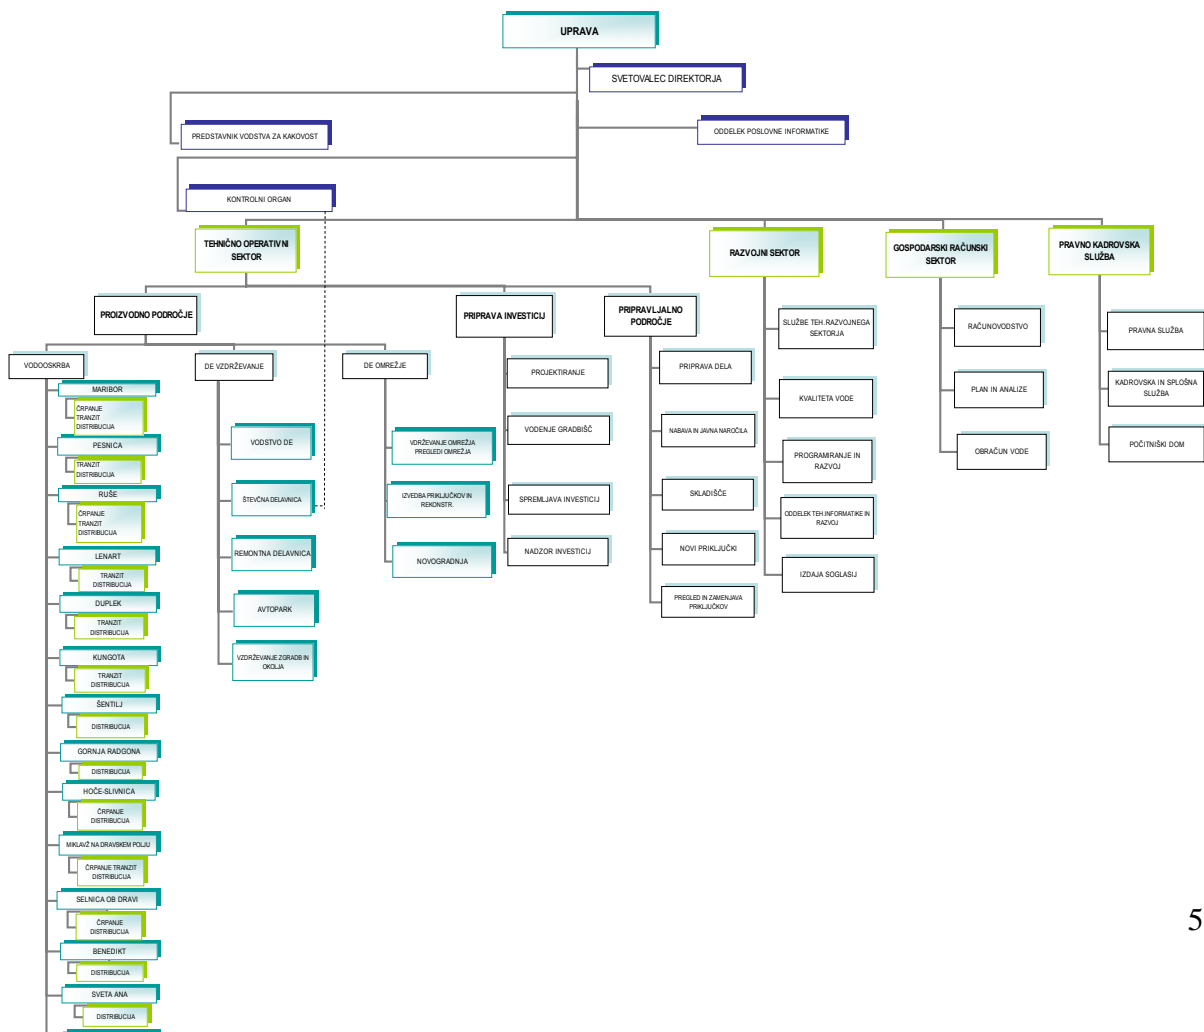 UPRAVA
SVETOVALEC DIREKTORJA
PREDSTAVNIK VODSTVA ZA KAKOVOST
ODDELEK POSLOVNE INFORMATIKE
KONTROLNI ORGAN
TEHNIČNO OPERATIVNI
SEKTOR
RAZVOJNI SEKTOR
GOSPODARSKI RAČUNSKI
SEKTOR
PRAVNO KADROVSKA
SLUŽBA
PROIZVODNO PODROČJE
PRIPRAVA INVESTICIJ
PRIPRAVLJALNO
PODROČJE
VODOOSKRBA
MARIBOR
ČRPANJE
TRANZIT
DISTRIBUCIJA
PESNICA
TRANZIT
DISTRIBUCIJA
RUŠE
ČRPANJE
TRANZIT
DISTRIBUCIJA
LENART
TRANZIT
DISTRIBUCIJA
DUPLEK
TRANZIT
DISTRIBUCIJA
KUNGOTA
TRANZIT
DISTRIBUCIJA
ŠENTILJ
DISTRIBUCIJA
GORNJA RADGONA
DISTRIBUCIJA
HOČE-SLIVNICA
ČRPANJE
DISTRIBUCIJA
MIKLAVŽ NA DRAVSKEM POLJU
ČRPANJE TRANZIT
DISTRIBUCIJA
SELNICA OB DRAVI
ČRPANJE
DISTRIBUCIJA
BENEDIKT
DISTRIBUCIJA
SVETA ANA
DISTRIBUCIJA
DE VZDRŽEVANJE
VODSTVO DE
ŠTEVČNA DELAVNICA
REMONTNA DELAVNICA
AVTOPARK
VZDRŽEVANJE ZGRADB IN
OKOLJA
DE OMREŽJE
VDRŽEVANJE OMREŽJA
PREGLEDI OMREŽJA
IZVEDBA PRIKLJUČKOV IN
REKONSTR.
NOVOGRADNJA
PROJEKTIRANJE
VODENJE GRADBIŠČ
SPREMLJAVA INVESTICIJ
NADZOR INVESTICIJ
PRIPRAVA DELA
NABAVA IN JAVNA NAROČILA
SKLADIŠČE
NOVI PRIKLJUČKI
PREGLED IN ZAMENJAVA
PRIKLJUČKOV
SLUŽBE TEH.RAZVOJNEGA
SEKTORJA
KVALITETA VODE
PROGRAMIRANJE IN
RAZVOJ
ODDELEK TEH.INFORMATIKE IN
RAZVOJ
IZDAJA SOGLASIJ
RAČUNOVODSTVO
PLAN IN ANALIZE
OBRAČUN VODE
PRAVNA SLUŽBA
KADROVSKA IN SPLOŠNA
SLUŽBA
POČITNIŠKI DOM
5